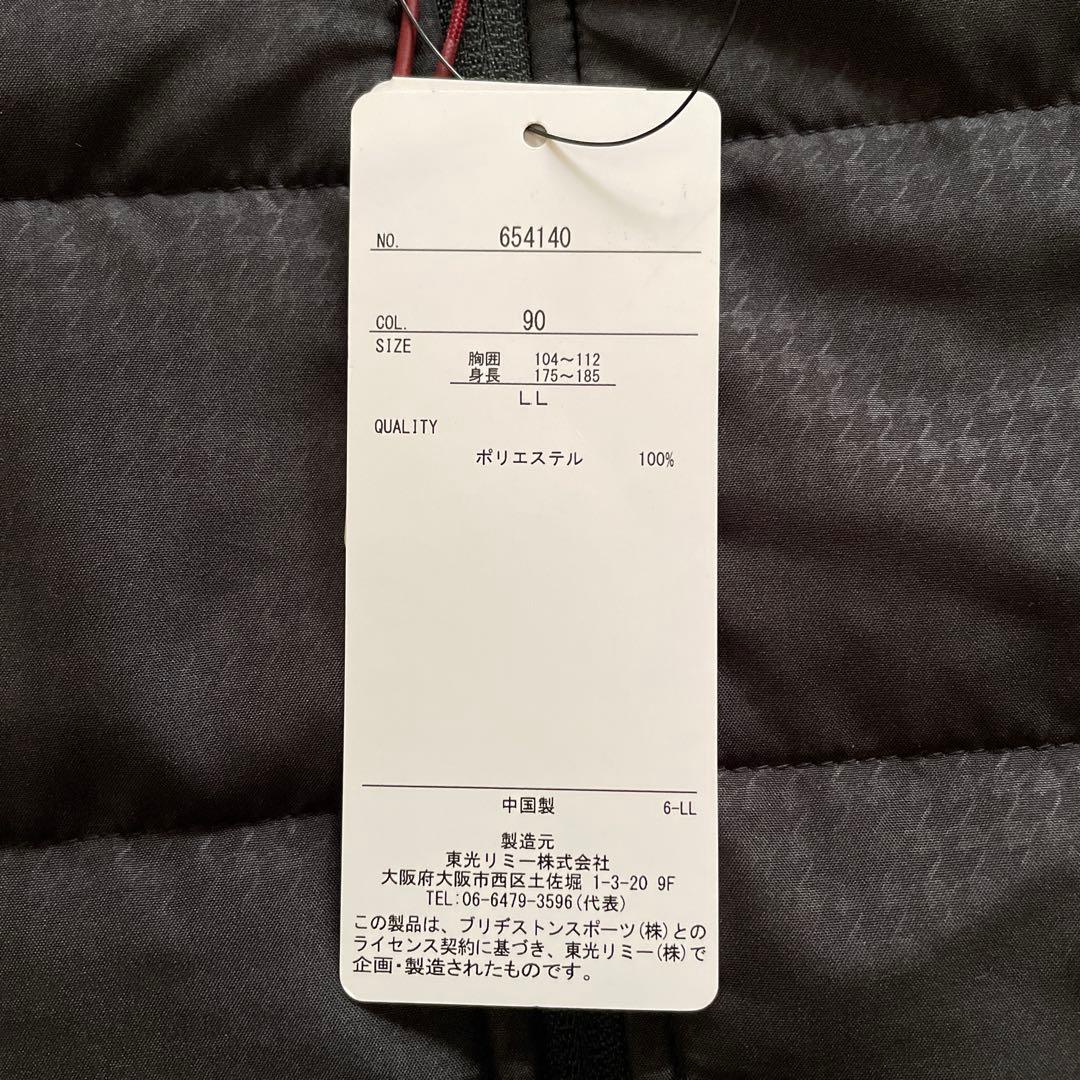 NO. 654140
COL. 90
SIZE
胸囲 104～112
身長 175～185
LL
QUALITY
ポリエステル 100%
中国製 6-LL
製造元
東光リミー株式会社
大阪府大阪市西区土佐堀 1-3-20 9F
TEL:06-6479-3596(代表)
この製品は、ブリヂストンスポーツ(株)との
ライセンス契約に基づき、東光リミー(株)で
企画・製造されたものです。